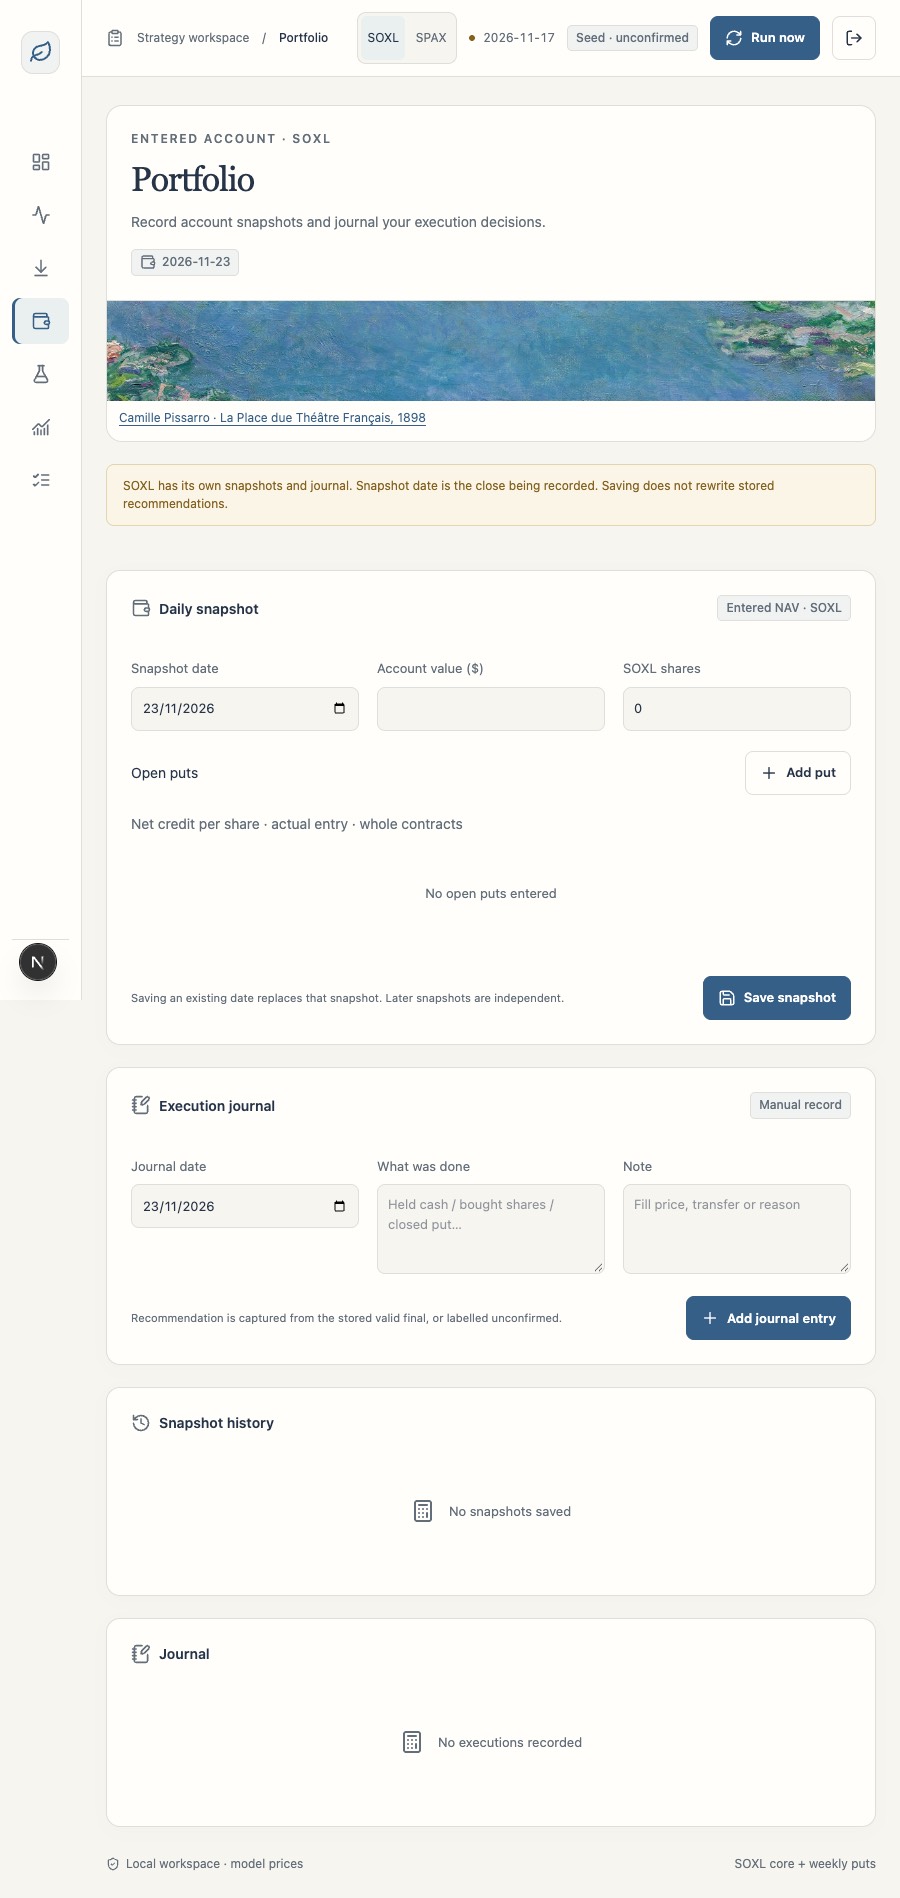 Strategy workspace / Portfolio
SOXL SPAX
2026-11-17
Seed · unconfirmed
Run now
ENTERED ACCOUNT · SOXL
Portfolio
Record account snapshots and journal your execution decisions.
2026-11-23
Camille Pissarro · La Place due Théâtre Français, 1898
SOXL has its own snapshots and journal. Snapshot date is the close being recorded. Saving does not rewrite stored
recommendations.
Daily snapshot
Entered NAV · SOXL
Snapshot date
Account value ($)
SOXL shares
23/11/2026
0
Open puts
Add put
Net credit per share · actual entry · whole contracts
No open puts entered
Saving an existing date replaces that snapshot. Later snapshots are independent.
Save snapshot
N
Execution journal
Manual record
Journal date
What was done
Note
23/11/2026
Held cash / bought shares /
closed put...
Fill price, transfer or reason
Recommendation is captured from the stored valid final, or labelled unconfirmed.
Add journal entry
Snapshot history
No snapshots saved
Journal
No executions recorded
Local workspace · model prices
SOXL core + weekly puts